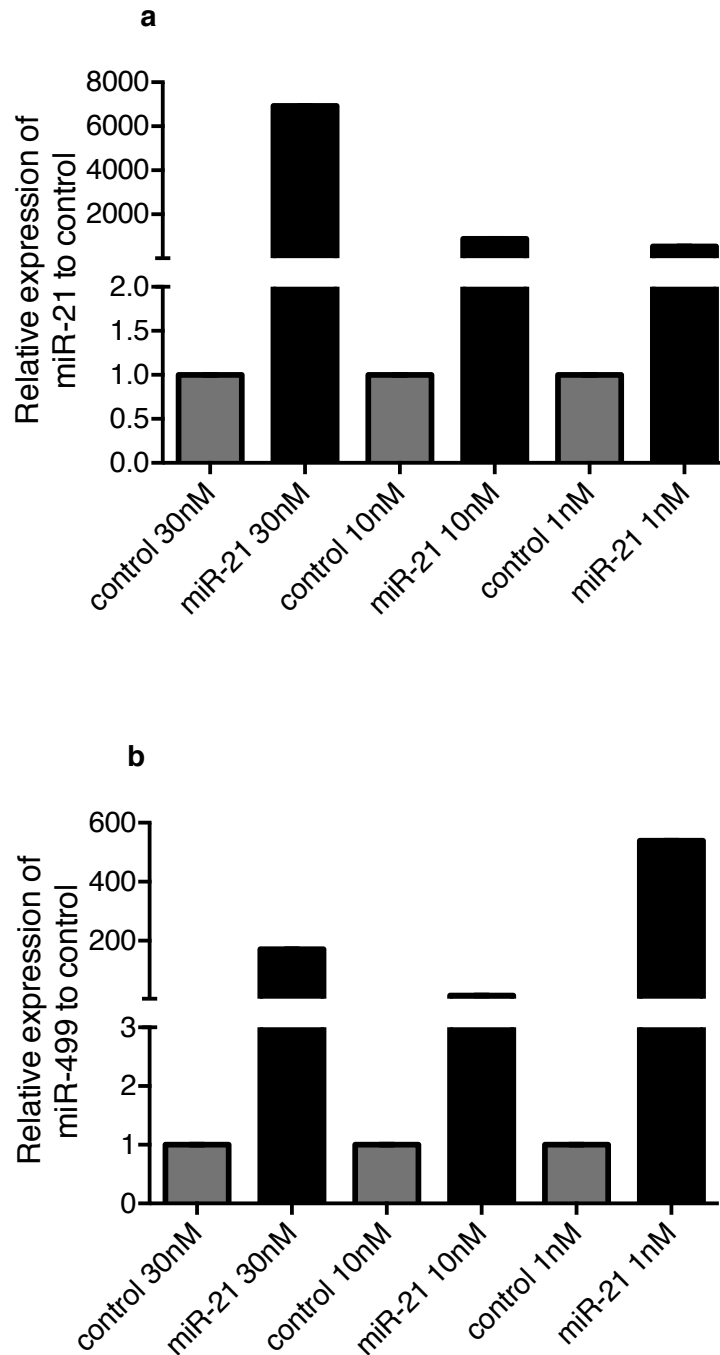 a
Relative expression of
miR-21 to control
8000
6000
4000
2000
2.0
1.5
1.0
0.5
0.0
control 30nM
miR-21 30nM
control 10nM
miR-21 10nM
control 1nM
miR-21 1nM
b
Relative expression of
miR-499 to control
600
400
200
3
2
1
0
control 30nM
miR-21 30nM
control 10nM
miR-21 10nM
control 1nM
miR-21 1nM